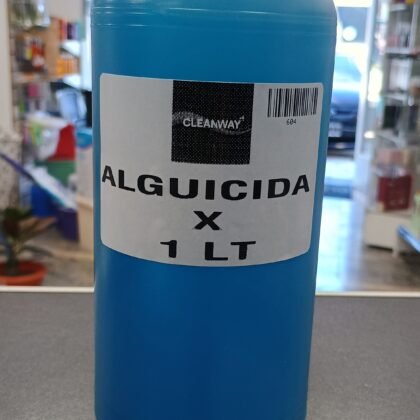 CLEANWAY
604
ALGUICIDA
X
1 LT